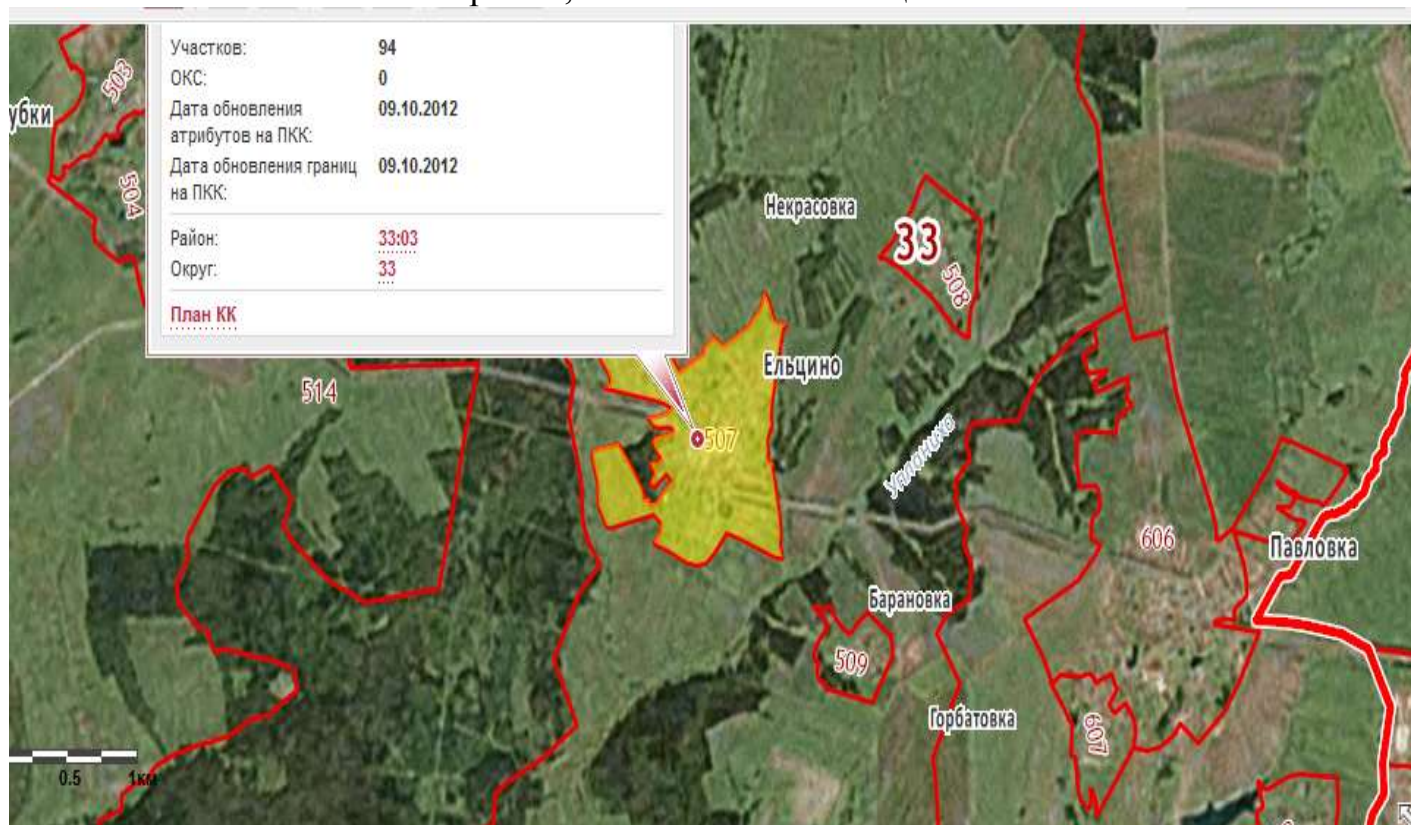 Участков: 94
ОКС: 0
Дата обновления 09.10.2012
атрибутов на ПКК:
Дата обновления границ 09.10.2012
на ПКК:
Район: 33:03
Округ: 33
План КК
503
убки
504
Некрасовка
33
508
Ельцино
514
507
606
Павловка
Барановка
509
Горбатовка
607
0.5 1км